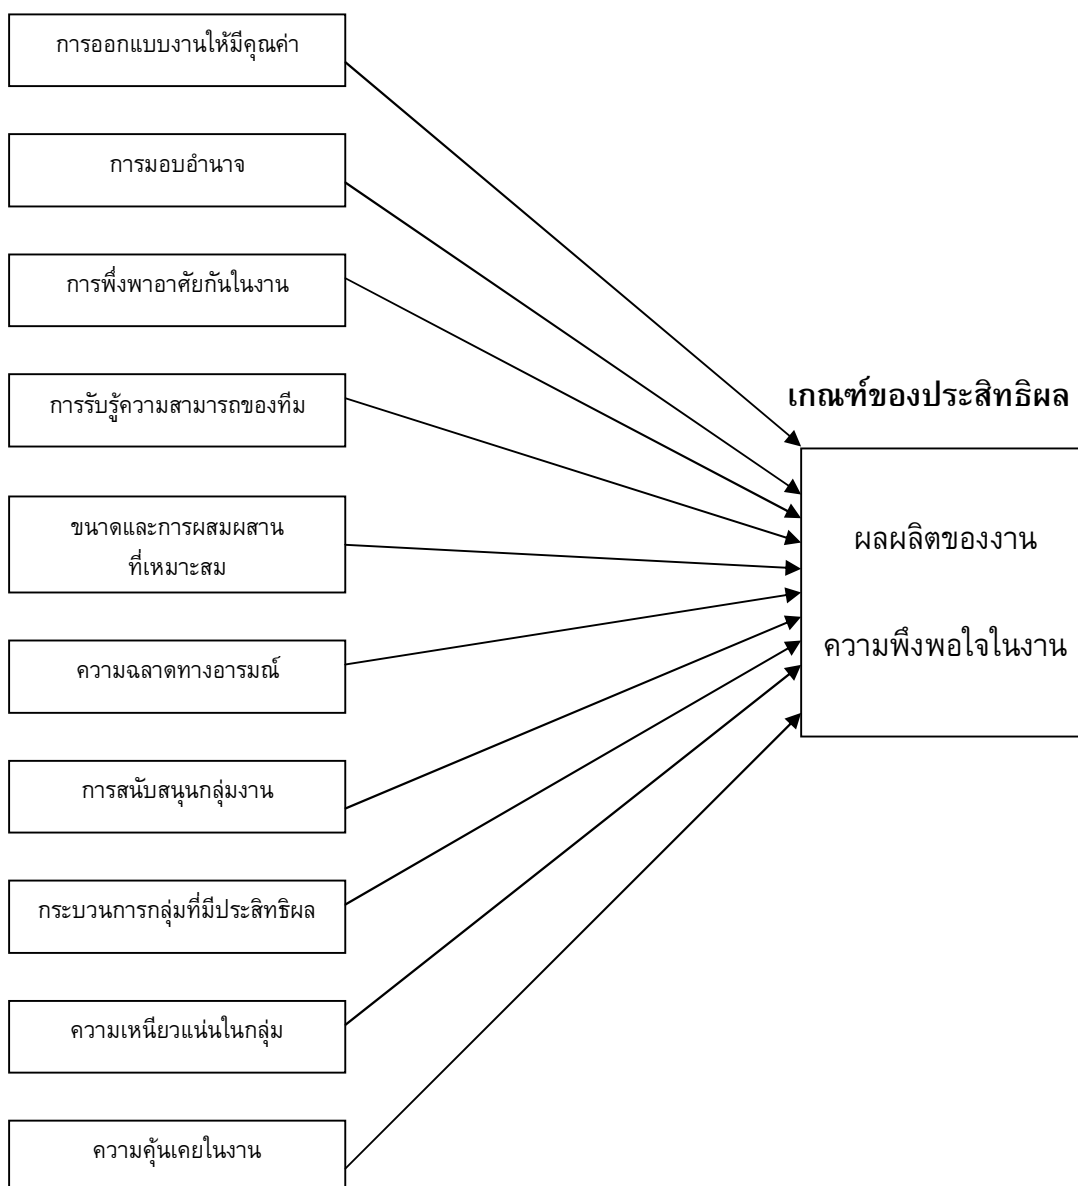 การออกแบบงานให้มีคุณค่า
การมอบอำนาจ
การพึ่งพาอาศัยกันในงาน
การรับรู้ความสามารถของทีม
ขนาดและการผสมผสาน
ที่เหมาะสม
ความฉลาดทางอารมณ์
การสนับสนุนกลุ่มงาน
กระบวนการกลุ่มที่มีประสิทธิผล
ความเหนียวแน่นในกลุ่ม
ความคุ้นเคยในงาน
เกณฑ์ของประสิทธิผล
ผลผลิตของงาน
ความพึงพอใจในงาน